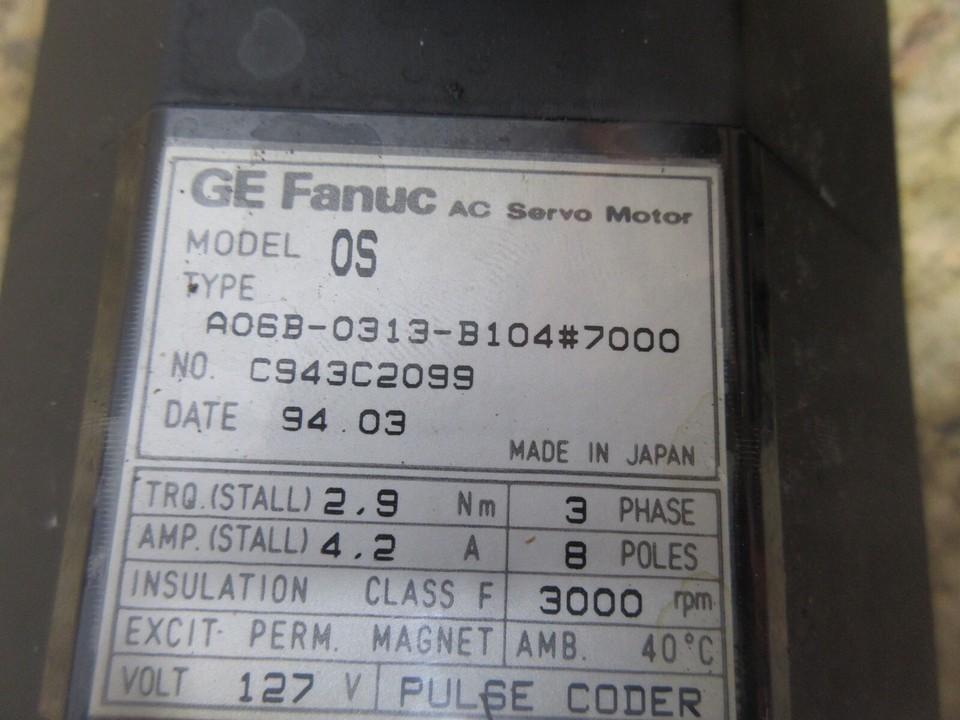 GE Fanuc AC Servo Motor
MODEL 0S
TYPE
A06B-0313-B104#7000
NO. C943C2099
DATE 94.03
MADE IN JAPAN
TRQ.(STALL) 2.9 Nm 3 PHASE
AMP.(STALL) 4.2 A 8 POLES
INSULATION CLASS F 3000 rpm
EXCIT. PERM. MAGNET AMB. 40°C
VOLT 127 V PULSE CODER